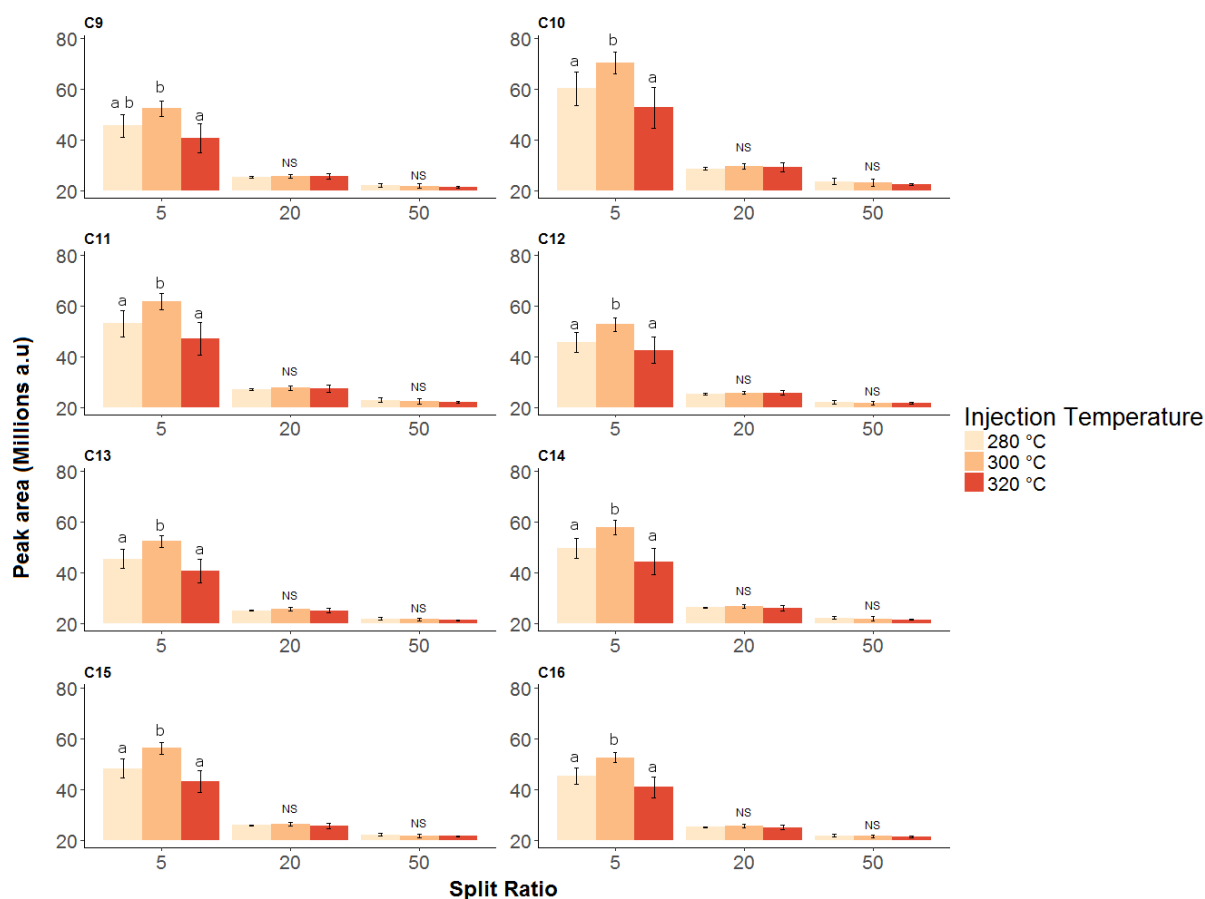 C9
80
60
40
20
a b
b
a
NS
NS
5
20
50
C10
a
b
a
NS
NS
5
20
50
C11
80
60
40
20
a
b
a
NS
NS
5
20
50
C12
80
60
40
20
a
b
a
NS
NS
5
20
50
C13
80
60
40
20
a
b
a
NS
NS
5
20
50
C14
80
60
40
20
a
b
a
NS
NS
5
20
50
C15
80
60
40
20
a
b
a
NS
NS
5
20
50
C16
80
60
40
20
a
b
a
NS
NS
5
20
50
80
60
40
20
Peak area (Millions a.u)
Split Ratio
Injection Temperature
280 °C
300 °C
320 °C